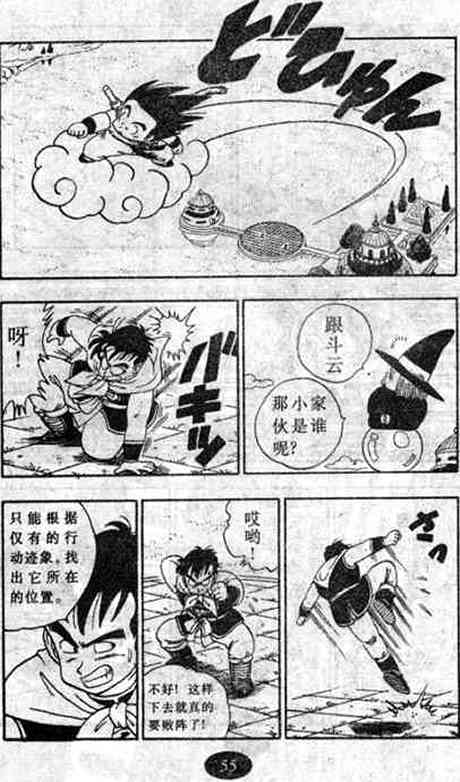 どひゅん
跟斗云
那小家
伙是谁
呢?
バキッ
呀!
さっ
哎哟!
不好!这样
下去就真的
要败阵了!
只能根据
仅有的行
动迹象,找
出它所在
的位置。
55